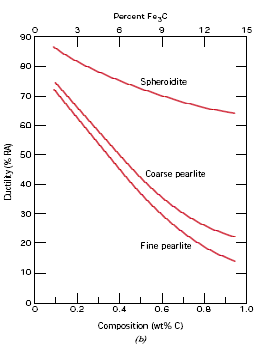 Percent Fe3C
0 3 6 9 12 15
90
80
70
60
50
40
30
20
10
0
Ductility (% RA)
Spheroidite
Coarse pearlite
Fine pearlite
0 0.2 0.4 0.6 0.8 1.0
Composition (wt% C)
(b)